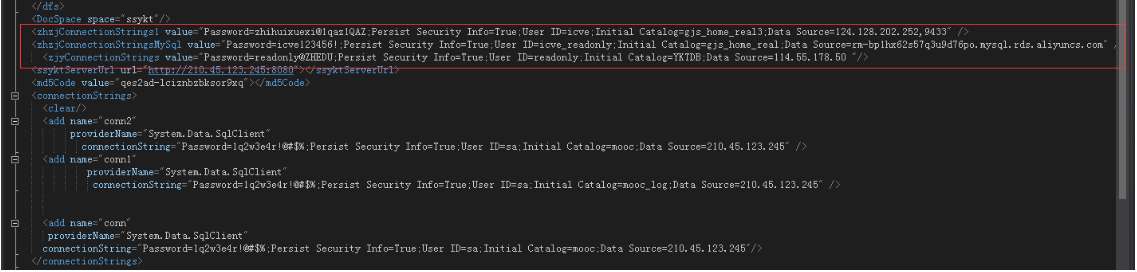 </dfs>
<DocSpace space="ssykt"/>
<zhzjConnectionStrings1 value="Password=zhihuixuexi@1qaz1QAZ;Persist Security Info=True;User ID=icve;Initial Catalog=gjs_home_real3;Data Source=124.128.202.252,9433" />
<zhzjConnectionStringsMySql value="Password=icve123456!;Persist Security Info=True;User ID=icve_readonly;Initial Catalog=gjs_home_real3;Data Source=rm-bp1hx62s57q3u9d76po.mysql.rds.aliyuncs.com" /
<zjyConnectionStrings value="Password=readonly@ZHEDU;Persist Security Info=True;User ID=readonly;Initial Catalog=YKTDB;Data Source=114.55.178.50 "/>
<ssyktServerUrl url="http://210.45.123.245:8080"></ssyktServerUrl>
<md5Code value="qes2ad-lciznbzbksor9xq"></md5Code>
<connectionStrings>
<clear/>
<add name="conn2"
providerName="System.Data.SqlClient"
connectionString="Password=1q2w3e4r!@#$%;Persist Security Info=True;User ID=sa;Initial Catalog=mooc;Data Source=210.45.123.245" />
<add name="conn1"
providerName="System.Data.SqlClient"
connectionString="Password=1q2w3e4r!@#$%;Persist Security Info=True;User ID=sa;Initial Catalog=mooc_log;Data Source=210.45.123.245" />
<add name="conn"
providerName="System.Data.SqlClient"
connectionString="Password=1q2w3e4r!@#$%;Persist Security Info=True;User ID=sa;Initial Catalog=mooc;Data Source=210.45.123.245"/>
</connectionStrings>